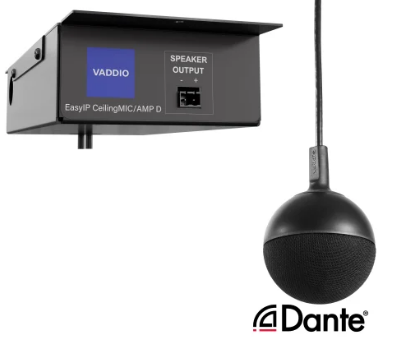 VADDIO
SPEAKER
OUTPUT
- +
EasyIP CeilingMIC/AMP D
Dante®